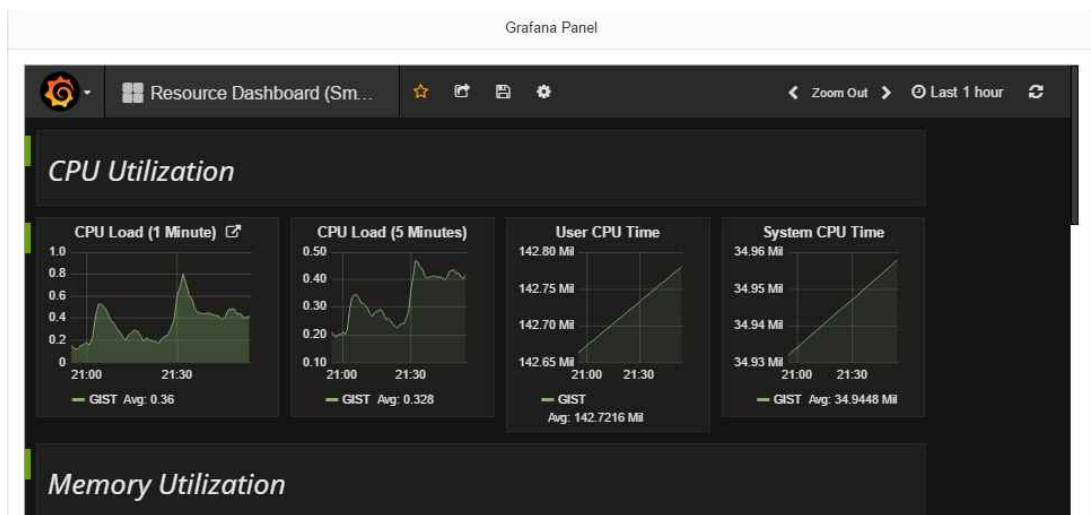 Grafana Panel
Resource Dashboard (Sm...
Zoom Out
Last 1 hour
CPU Utilization
CPU Load (1 Minute)
1.0
0.8
0.6
0.4
0.2
0
21:00 21:30
GIST Avg: 0.36
CPU Load (5 Minutes)
0.50
0.40
0.30
0.20
0.10
21:00 21:30
GIST Avg: 0.328
User CPU Time
142.80 Mil
142.75 Mil
142.70 Mil
142.65 Mil
21:00 21:30
GIST
Avg: 142.7216 Mil
System CPU Time
34.96 Mil
34.95 Mil
34.94 Mil
34.93 Mil
21:00 21:30
GIST Avg: 34.9448 Mil
Memory Utilization